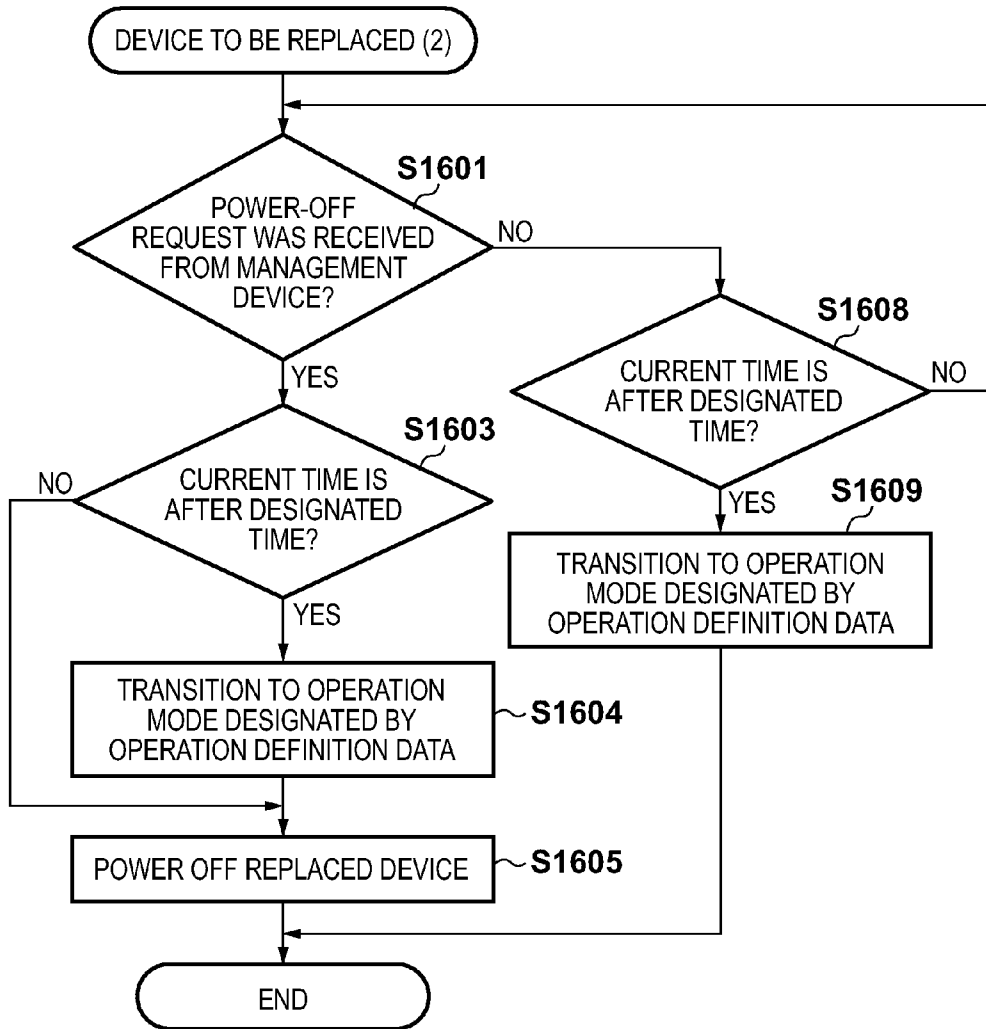 DEVICE TO BE REPLACED (2)
S1601
POWER-OFF
REQUEST WAS RECEIVED
FROM MANAGEMENT
DEVICE?
NO
YES
S1608
CURRENT TIME IS
AFTER DESIGNATED
TIME?
NO
YES
S1603
CURRENT TIME IS
AFTER DESIGNATED
TIME?
NO
YES
S1609
TRANSITION TO OPERATION
MODE DESIGNATED BY
OPERATION DEFINITION DATA
TRANSITION TO OPERATION
MODE DESIGNATED BY
OPERATION DEFINITION DATA
S1604
POWER OFF REPLACED DEVICE
S1605
END